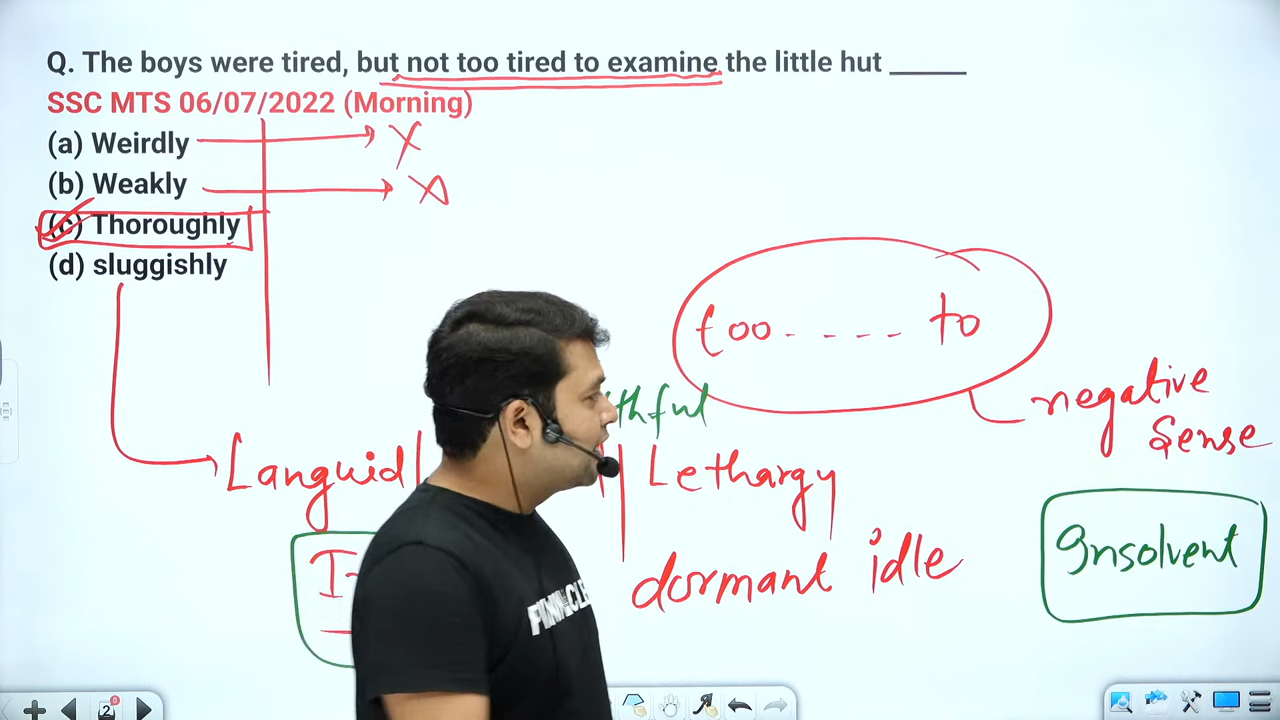 Q. The boys were tired, but not too tired to examine the little hut ______
SSC MTS 06/07/2022 (Morning)
(a) Weirdly
(b) Weakly
(c) Thoroughly
(d) sluggishly
too - - - - to
negative
sense
Languid
Lethargy
dormant idle
Insolvent
2